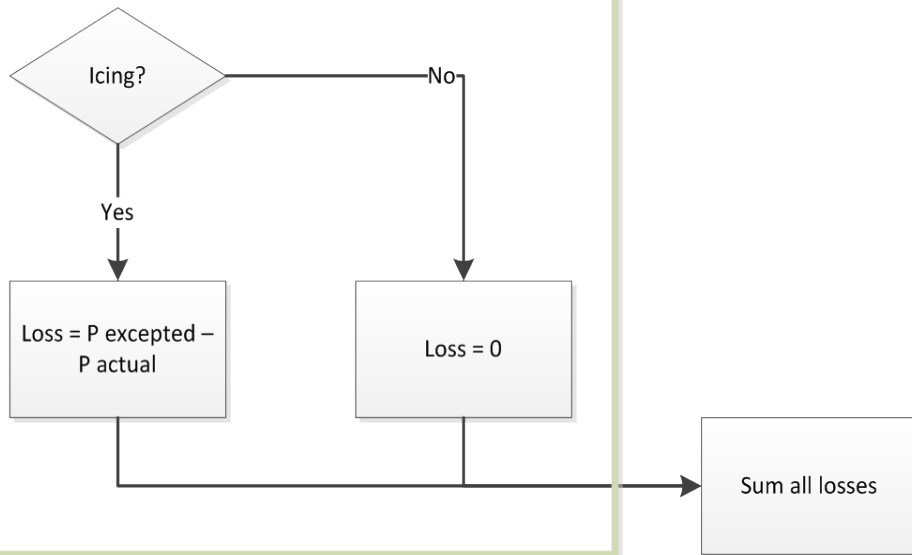 Icing?
No
Yes
Loss = P excepted –
P actual
Loss = 0
Sum all losses